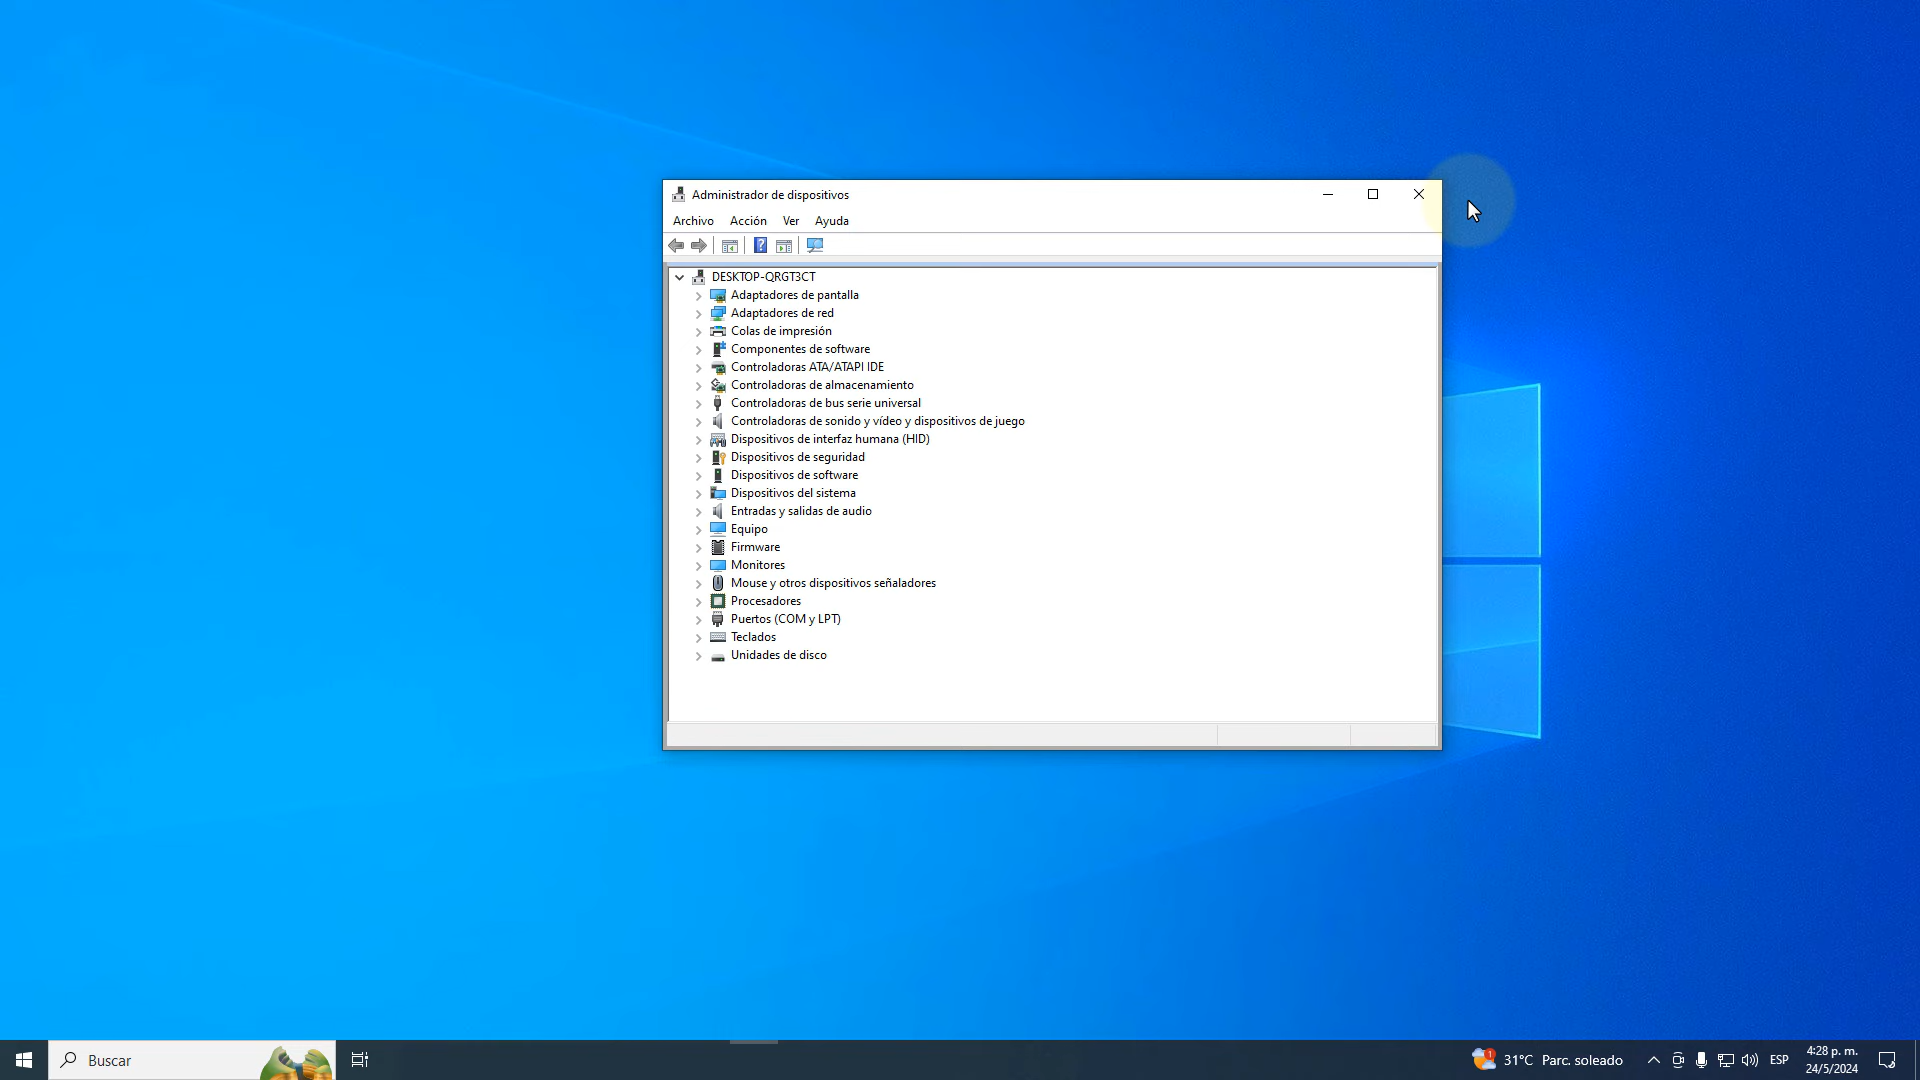 Administrador de dispositivos
Archivo Acción Ver Ayuda
DESKTOP-QRGT3CT
Adaptadores de pantalla
Adaptadores de red
Colas de impresión
Componentes de software
Controladoras ATA/ATAPI IDE
Controladoras de almacenamiento
Controladoras de bus serie universal
Controladoras de sonido y vídeo y dispositivos de juego
Dispositivos de interfaz humana (HID)
Dispositivos de seguridad
Dispositivos de software
Dispositivos del sistema
Entradas y salidas de audio
Equipo
Firmware
Monitores
Mouse y otros dispositivos señaladores
Procesadores
Puertos (COM y LPT)
Teclados
Unidades de disco
Buscar
1
31°C Parc. soleado
ESP
4:28 p. m.
24/5/2024